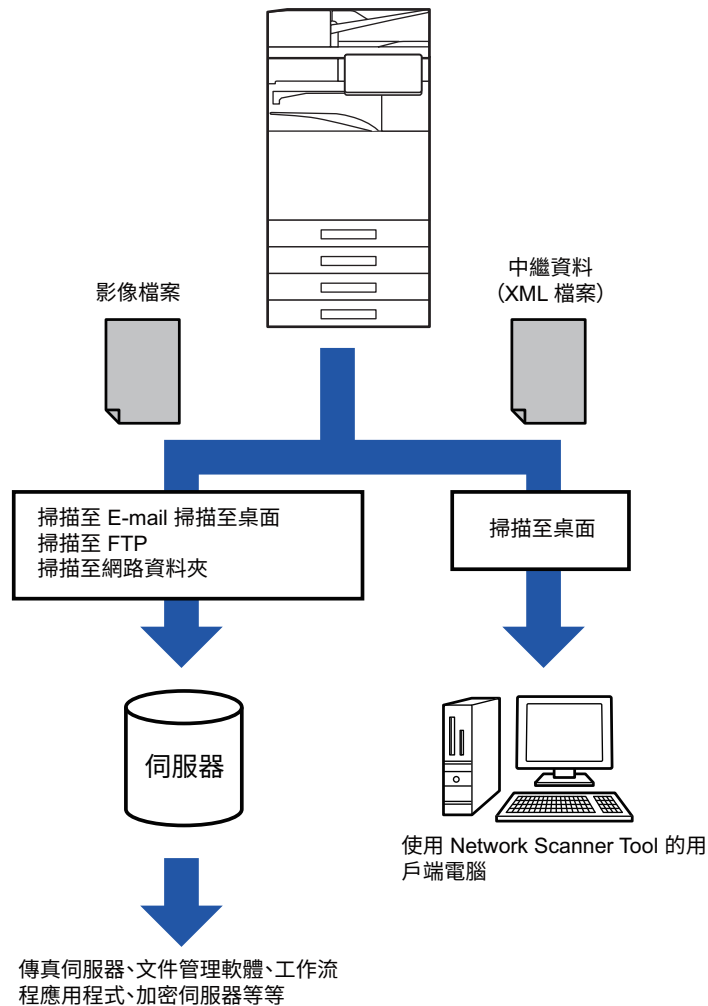 影像檔案
中繼資料
（XML 檔案）
掃描至 E-mail 掃描至桌面
掃描至 FTP
掃描至網路資料夾
掃描至桌面
伺服器
使用 Network Scanner Tool 的用
戶端電腦
傳真伺服器、文件管理軟體、工作流
程應用程式、加密伺服器等等